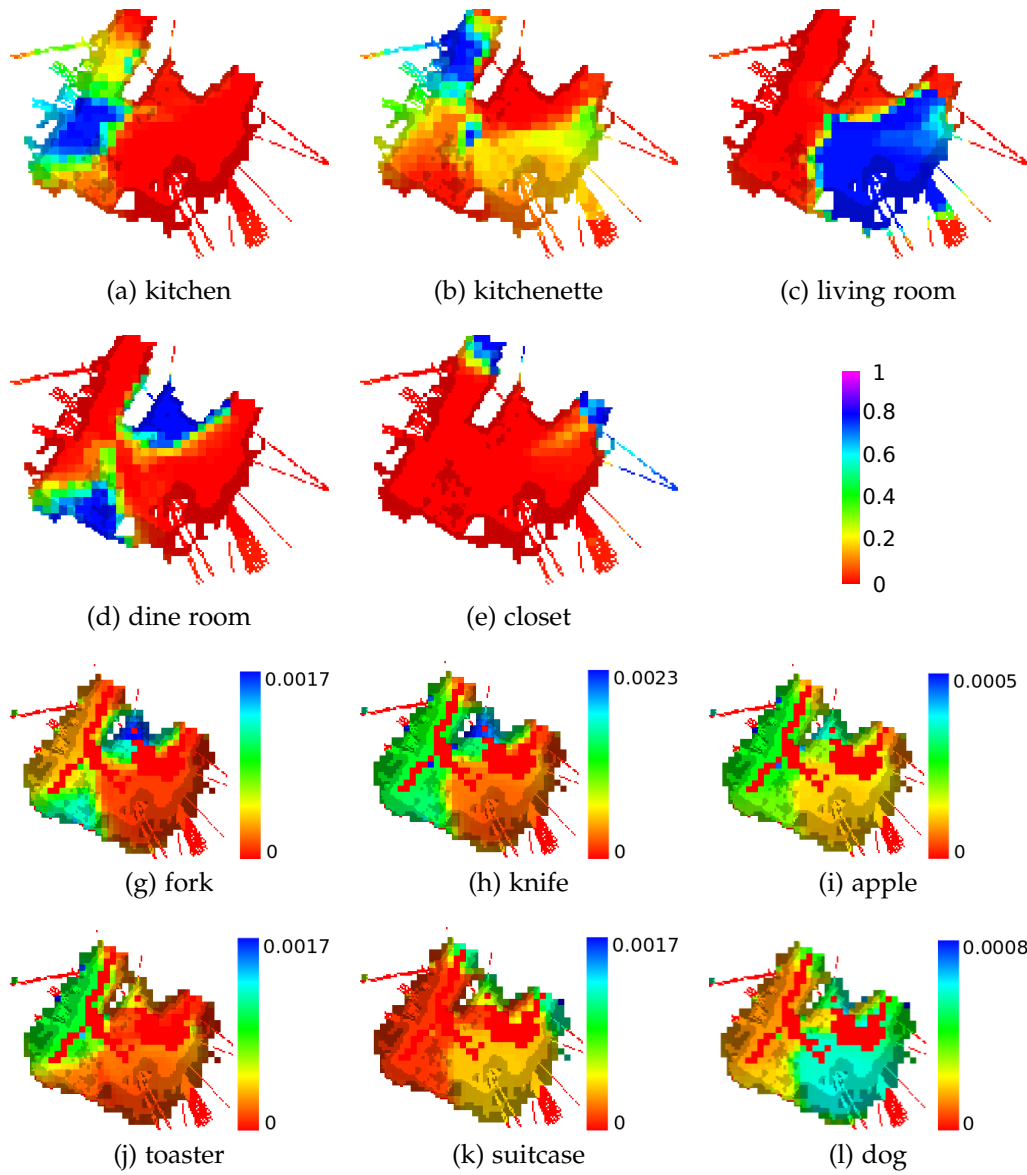 (a) kitchen
(b) kitchenette
(c) living room
(d) dine room
(e) closet
1
0.8
0.6
0.4
0.2
0
0.0017
0
(g) fork
0.0023
0
(h) knife
0.0005
0
(i) apple
0.0017
0
(j) toaster
0.0017
0
(k) suitcase
0.0008
0
(l) dog